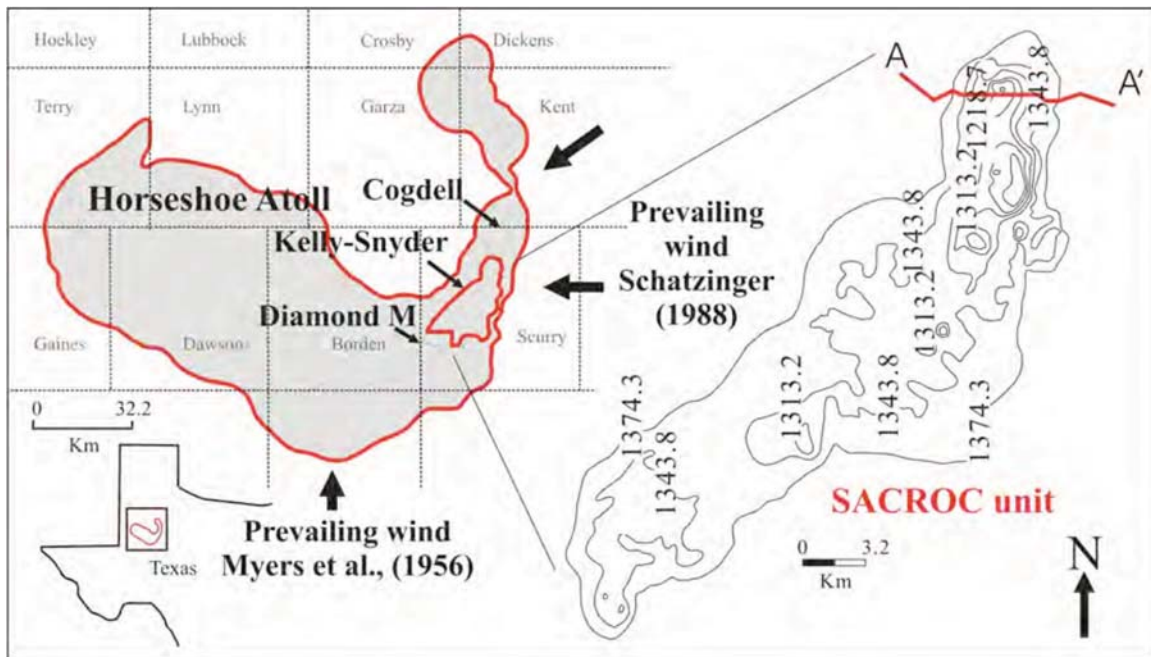 Hockley
Lubbock
Crosby
Dickens
Terry
Lynn
Garza
Kent
Horseshoe Atoll
Cogdell
Kelly-Snyder
Diamond M
Prevailing
wind
Schatzinger
(1988)
Gaines
Dawson
Borden
Scurry
0 32.2
Km
Texas
Prevailing wind
Myers et al., (1956)
A
A'
1218.7
1343.8
1313.2
1343.8
1313.2
1374.3
1343.8
1313.2
1343.8
1374.3
SACROC unit
0 3.2
Km
N